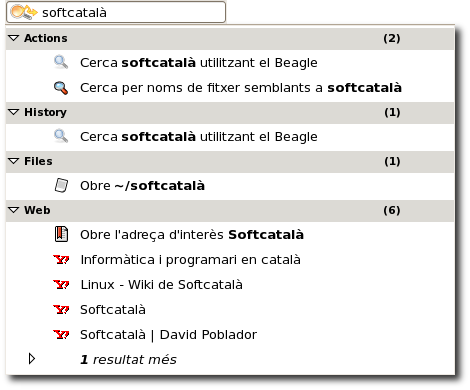 softcatalà
Actions (2)
Cerca softcatalà utilitzant el Beagle
Cerca per noms de fitxer semblants a softcatalà
History (1)
Cerca softcatalà utilitzant el Beagle
Files (1)
Obre ~/softcatalà
Web (6)
Obre l'adreça d'interès Softcatalà
Informàtica i programari en català
Linux - Wiki de Softcatalà
Softcatalà
Softcatalà | David Poblador
1 resultat més